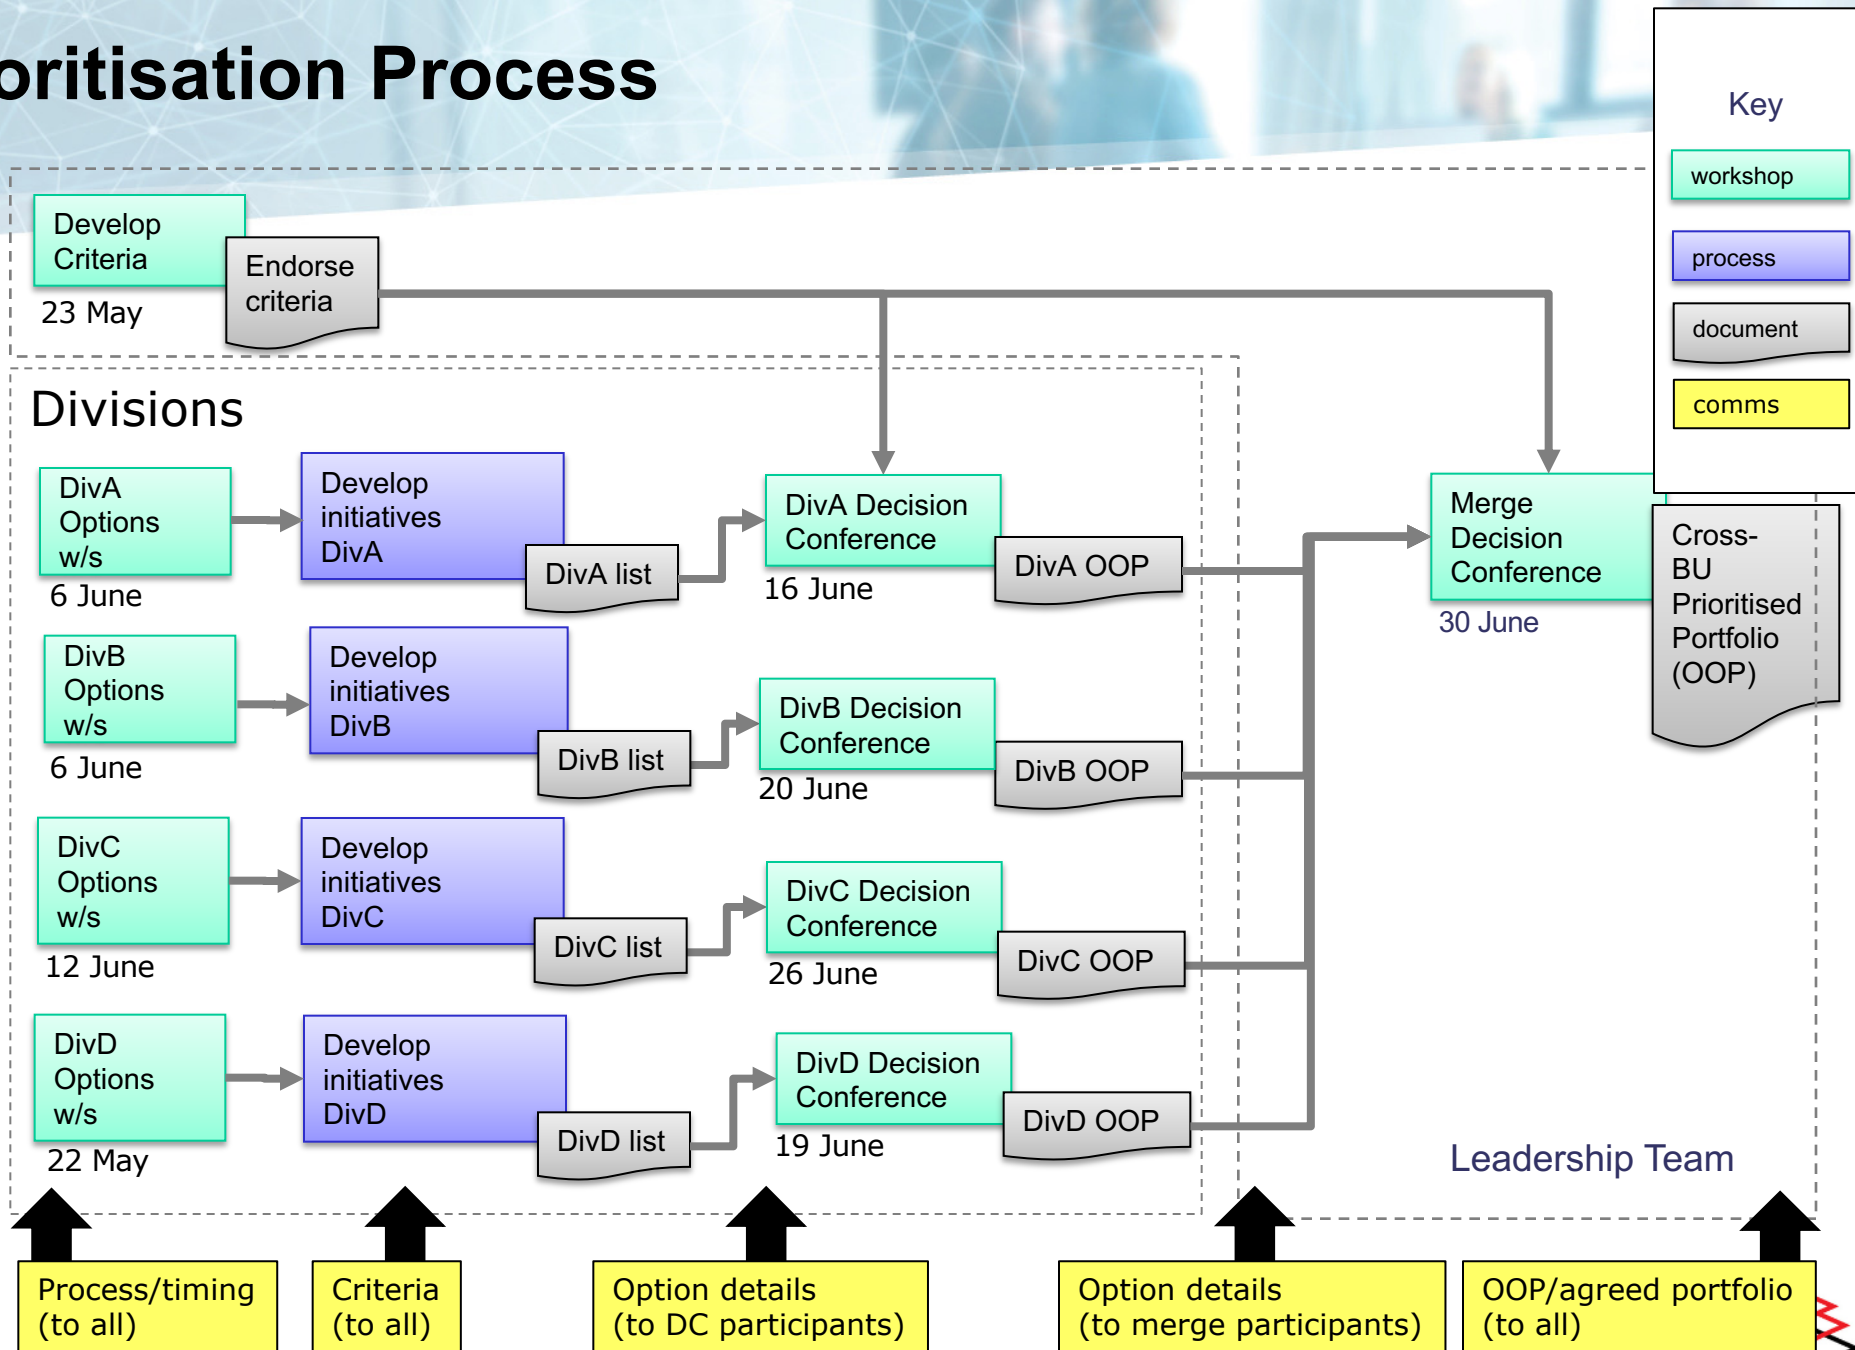 oritisation Process
Key
workshop
process
document
comms
Develop
Criteria
23 May
Endorse
criteria
Divisions
DivA
Options
w/s
6 June
Develop
initiatives
DivA
DivA list
DivA Decision
Conference
16 June
DivA OOP
Merge
Decision
Conference
30 June
Cross-
BU
Prioritised
Portfolio
(OOP)
DivB
Options
w/s
6 June
Develop
initiatives
DivB
DivB list
DivB Decision
Conference
20 June
DivB OOP
DivC
Options
w/s
12 June
Develop
initiatives
DivC
DivC list
DivC Decision
Conference
26 June
DivC OOP
DivD
Options
w/s
22 May
Develop
initiatives
DivD
DivD list
DivD Decision
Conference
19 June
DivD OOP
Leadership Team
Process/timing
(to all)
Criteria
(to all)
Option details
(to DC participants)
Option details
(to merge participants)
OOP/agreed portfolio
(to all)